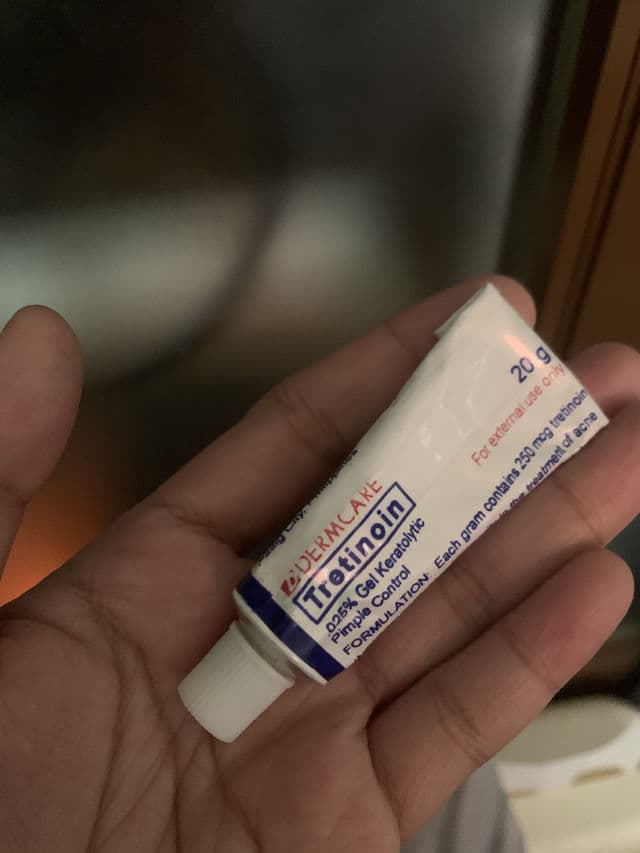 20 g
For external use only
DERMCARE
Tretinoin
.025% Gel Keratolytic
Pimple Control
FORMULATION: Each gram contains 250 mcg tretinoin
treatment of acne